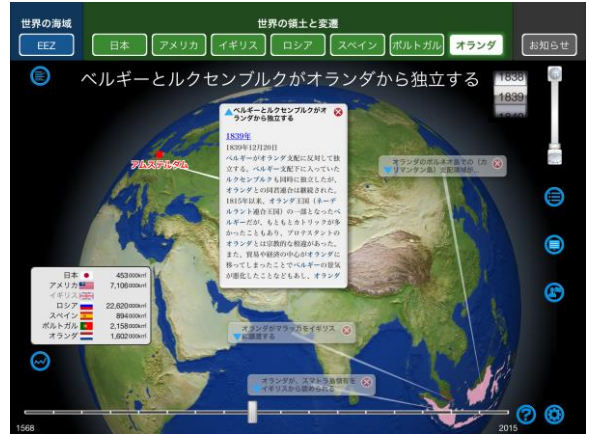 世界の海域
世界の領土と変遷
EEZ
日本
アメリカ
イギリス
ロシア
スペイン
ポルトガル
オランダ
お知らせ
ベルギーとルクセンブルクがオランダから独立する
1838
1839
1840
ベルギーとルクセンブルクがオ
ランダから独立する
1839年
1839年12月20日
ベルギーがオランダ支配に反対して独
立する。ベルギー支配下に入っていた
ルクセンブルクも同時に独立したが、
オランダとの同君連合は継続された。
1815年以来、オランダ王国（ネーデ
ルラント連合王国）の一部となったベ
ルギーだが、もともとカトリックが多
かったこともあり、プロテスタントの
オランダとは宗教的な相違があった。
また、貿易や経済の中心がオランダに
移ってしまったことでベルギーの景気
が悪化したことなどもあし、オランダ
アムステルダム
オランダのボルネオ島での（カ
リマンタン島）支配領域が...
日本 453000km²
アメリカ 7,106000km²
イギリス
ロシア 22,620000km²
スペイン 894000km²
ポルトガル 2,158000km²
オランダ 1,602000km²
オランダがマラッカをイギリス
に譲渡する
オランダが、スマトラ島領有を
イギリスから認められる
1568
2015